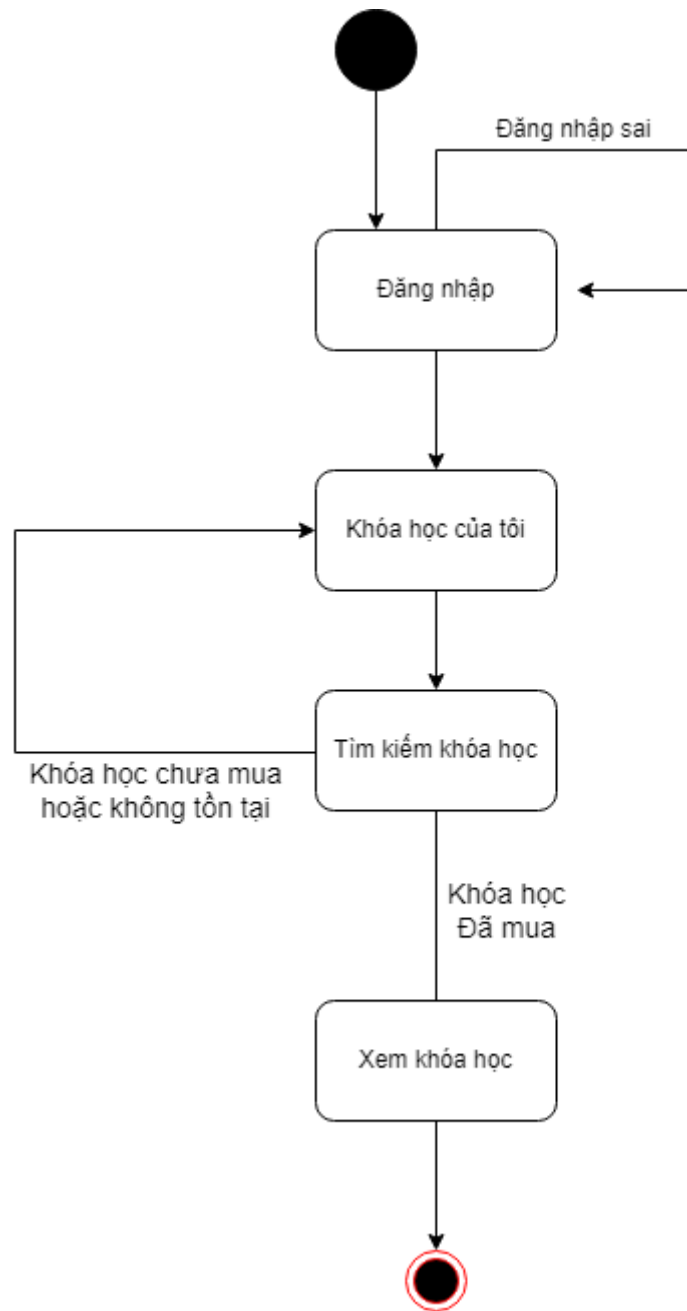 Đăng nhập sai
Đăng nhập
Khóa học của tôi
Tìm kiếm khóa học
Khóa học chưa mua
hoặc không tồn tại
Khóa học
Đã mua
Xem khóa học